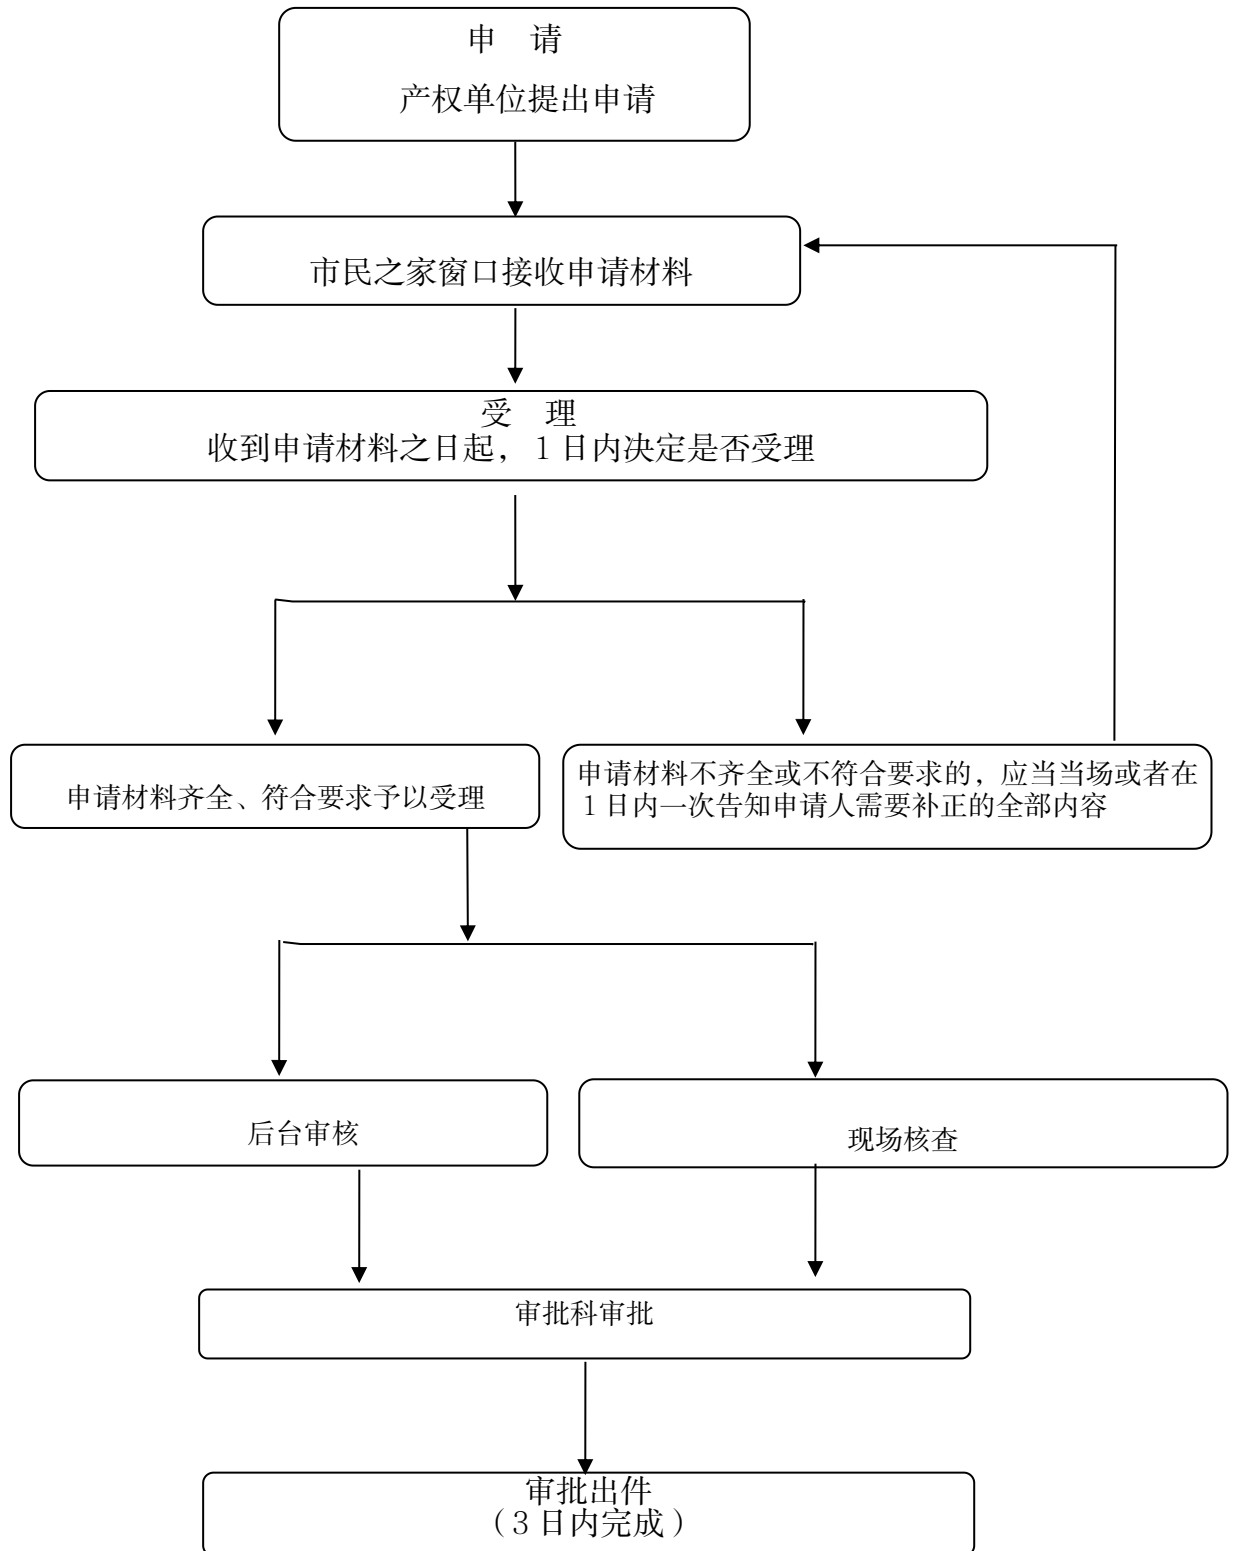 申　请
产权单位提出申请
市民之家窗口接收申请材料
受　理
收到申请材料之日起，1日内决定是否受理
申请材料齐全、符合要求予以受理
申请材料不齐全或不符合要求的，应当当场或者在
1日内一次告知申请人需要补正的全部内容
后台审核
现场核查
审批科审批
审批出件
（3日内完成）